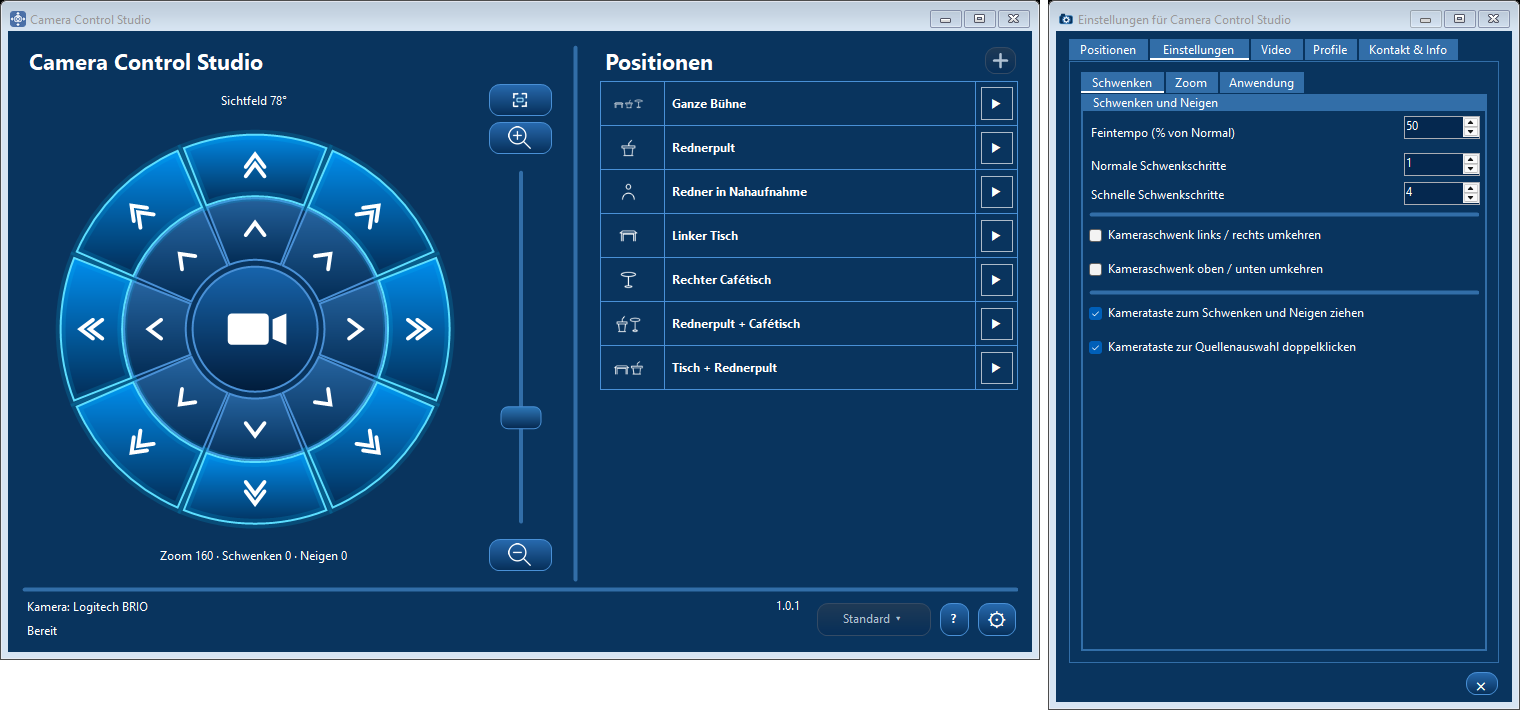 Camera Control Studio
Camera Control Studio
Sichtfeld 78°
Zoom 160 · Schwenken 0 · Neigen 0
Positionen
Ganze Bühne
Rednerpult
Redner in Nahaufnahme
Linker Tisch
Rechter Cafétisch
Rednerpult + Cafétisch
Tisch + Rednerpult
Kamera: Logitech BRIO
Bereit
1.0.1
Standard
?
Einstellungen für Camera Control Studio
Positionen Einstellungen Video Profile Kontakt & Info
Schwenken Zoom Anwendung
Schwenken und Neigen
Feintempo (% von Normal) 50
Normale Schwenkschritte 1
Schnelle Schwenkschritte 4
Kameraschwenk links / rechts umkehren
Kameraschwenk oben / unten umkehren
Kamerataste zum Schwenken und Neigen ziehen
Kamerataste zur Quellenauswahl doppelklicken